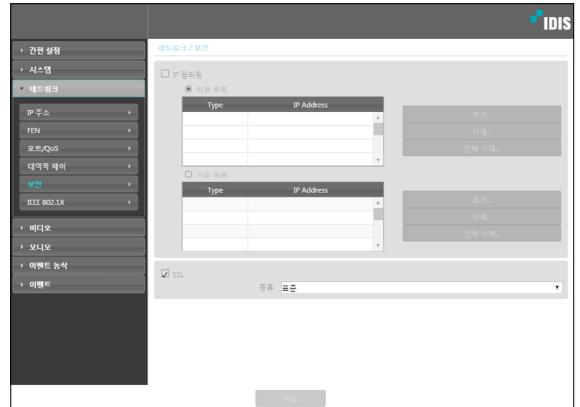 IDIS
간편 설정
시스템
네트워크
IP 주소
FEN
포트/QoS
대역폭 제어
보안
IEEE 802.1X
비디오
오디오
이벤트 동작
이벤트
네트워크 / 보안
IP 필터링
허용 목록
Type IP Address
추가...
삭제...
전체 삭제...
거부 목록
Type IP Address
추가...
삭제...
전체 삭제...
SSL
종류 표준
저장